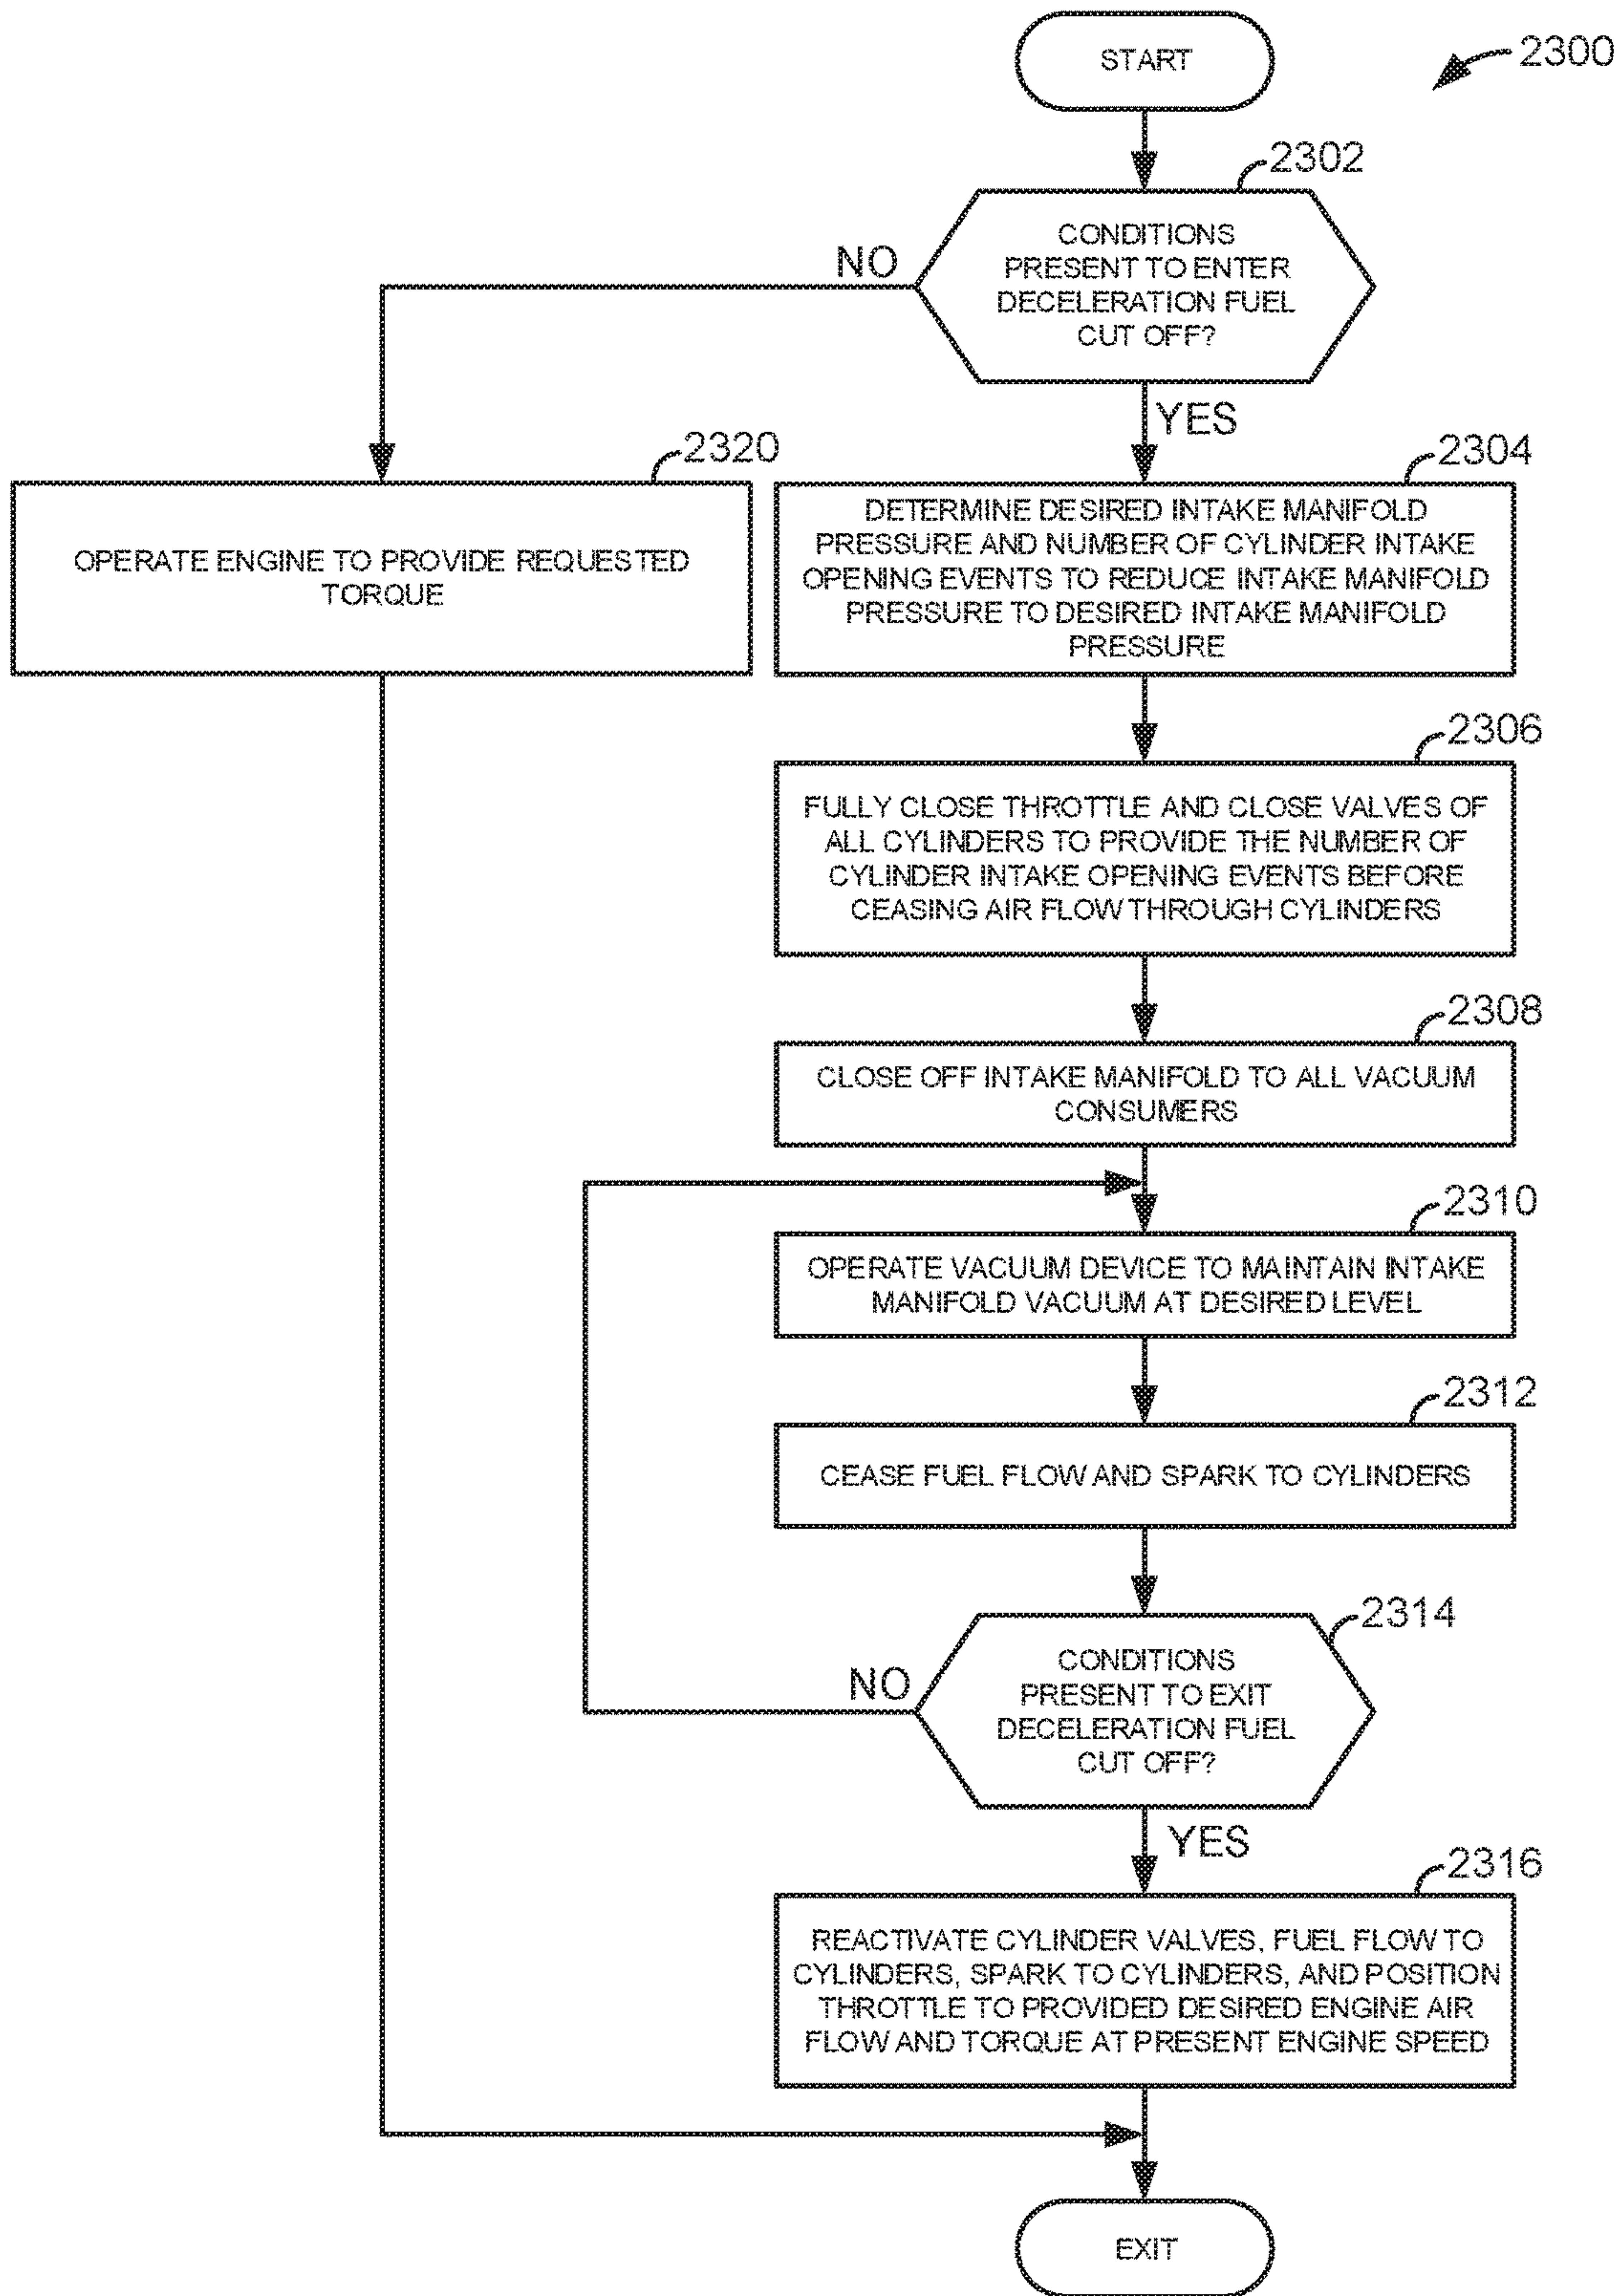 START
2300
2302
CONDITIONS
PRESENT TO ENTER
DECELERATION FUEL
CUT OFF?
NO
YES
2320
OPERATE ENGINE TO PROVIDE REQUESTED
TORQUE
2304
DETERMINE DESIRED INTAKE MANIFOLD
PRESSURE AND NUMBER OF CYLINDER INTAKE
OPENING EVENTS TO REDUCE INTAKE MANIFOLD
PRESSURE TO DESIRED INTAKE MANIFOLD
PRESSURE
2306
FULLY CLOSE THROTTLE AND CLOSE VALVES OF
ALL CYLINDERS TO PROVIDE THE NUMBER OF
CYLINDER INTAKE OPENING EVENTS BEFORE
CEASING AIR FLOW THROUGH CYLINDERS
2308
CLOSE OFF INTAKE MANIFOLD TO ALL VACUUM
CONSUMERS
2310
OPERATE VACUUM DEVICE TO MAINTAIN INTAKE
MANIFOLD VACUUM AT DESIRED LEVEL
2312
CEASE FUEL FLOW AND SPARK TO CYLINDERS
2314
CONDITIONS
PRESENT TO EXIT
DECELERATION FUEL
CUT OFF?
NO
YES
2316
REACTIVATE CYLINDER VALVES, FUEL FLOW TO
CYLINDERS, SPARK TO CYLINDERS, AND POSITION
THROTTLE TO PROVIDED DESIRED ENGINE AIR
FLOW AND TORQUE AT PRESENT ENGINE SPEED
EXIT